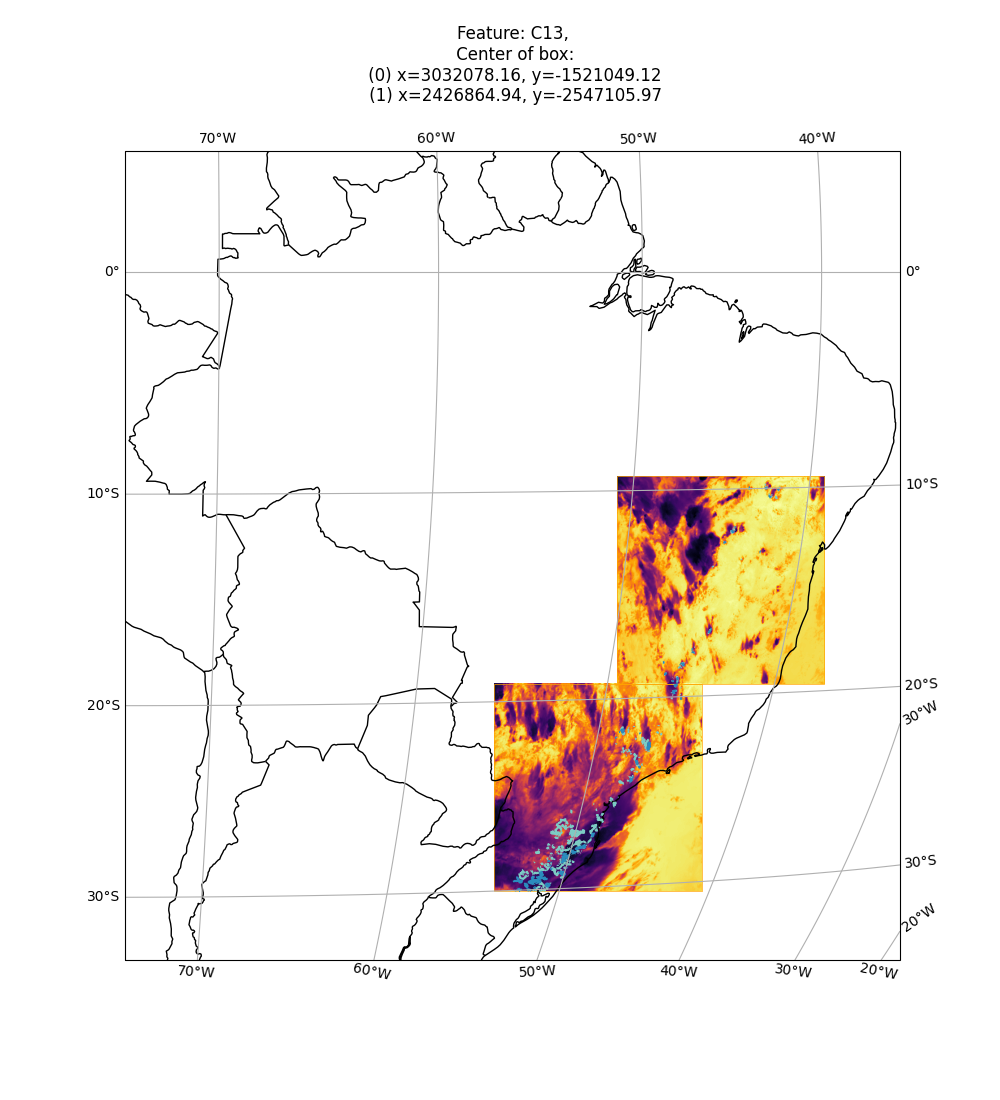 Feature: C13,
Center of box:
(0) x=3032078.16, y=-1521049.12
(1) x=2426864.94, y=-2547105.97
70°W 60°W 50°W 40°W
0° 0°
10°S 10°S
20°S 20°S
30°W
30°S 30°S
20°W
70°W 60°W 50°W 40°W 30°W 20°W